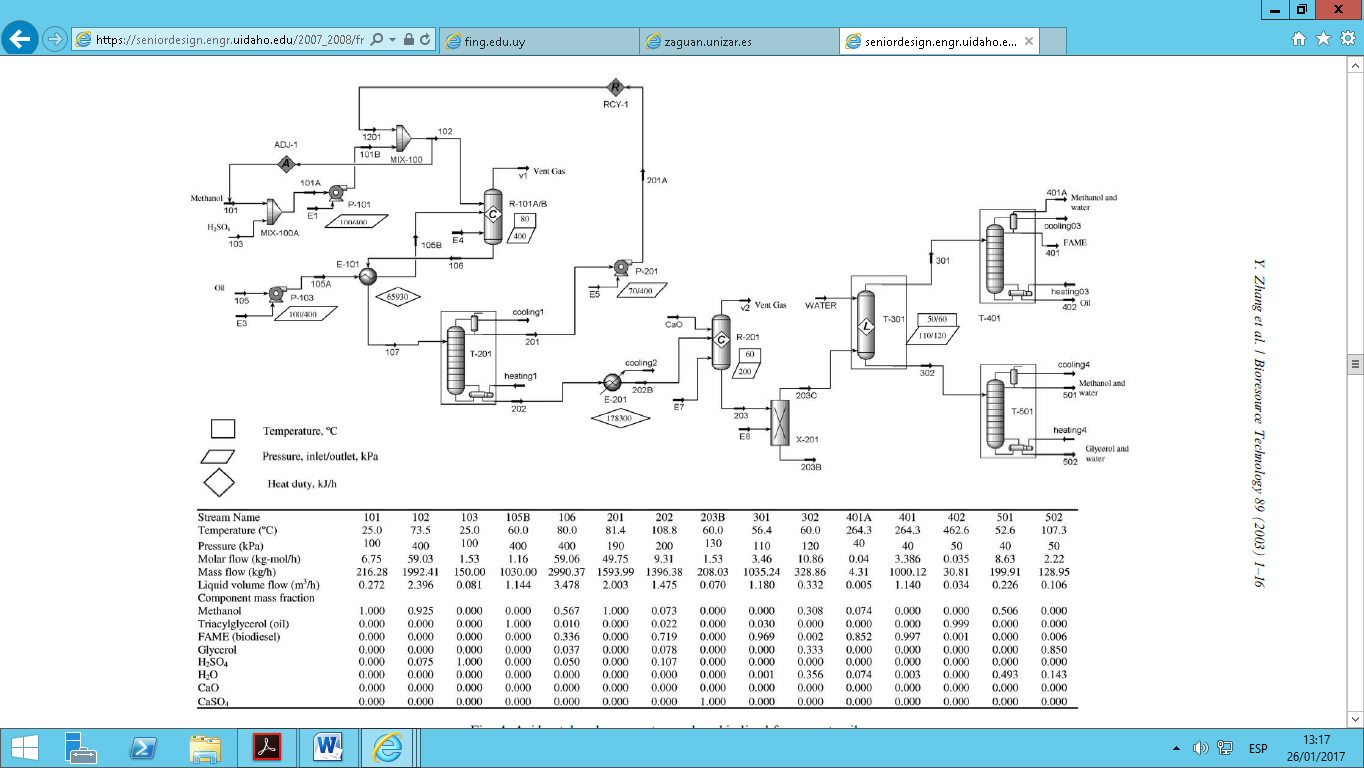 https://seniordesign.engr.uidaho.edu/2007_2008/fr
fing.edu.uy
zaguan.unizar.es
seniordesign.engr.uidaho.e...
R
RCY-1
1201
102
101B
MIX-100
ADJ-1
A
201A
v1 Vent Gas
101A
Methanol
101
P-101
R-101A/B
E1
100/400
80
C
H₂SO₄
MIX-100A
103
400
E4
105B
401A Methanol and
water
cooling03
FAME
401
E-101
106
301
Oil
105A
105
P-103
65930
P-201
E5
70/400
heating03
402 Oil
E3
100/400
v2 Vent Gas
WATER
T-301
50/60
T-401
cooling1
CaO
L
R-201
110/120
201
C
107
T-201
60
cooling2
200
heating1
302
cooling4
202B
203C
Methanol and
501 water
E-201
202
E7
178300
203
T-501
E8
X-201
heating4
Temperature, ºC
Glycerol and
502 water
Pressure, inlet/outlet, kPa
203B
Heat duty, kJ/h
Y. Zhang et al. / Bioresource Technology 89 (2003) 1–16
Stream Name 101 102 103 105B 106 201 202 203B 301 302 401A 401 402 501 502
Temperature (ºC) 25.0 73.5 25.0 60.0 80.0 81.4 108.8 60.0 56.4 60.0 264.3 264.3 462.6 52.6 107.3
Pressure (kPa) 100 400 100 400 400 190 200 130 110 120 40 40 50 40 50
Molar flow (kg-mol/h) 6.75 59.03 1.53 1.16 59.06 49.75 9.31 1.53 3.46 10.86 0.04 3.386 0.035 8.63 2.22
Mass flow (kg/h) 216.28 1992.41 150.00 1030.00 2990.37 1593.99 1396.38 208.03 1035.24 328.86 4.31 1000.12 30.81 199.91 128.95
Liquid volume flow (m³/h) 0.272 2.396 0.081 1.144 3.478 2.003 1.475 0.070 1.180 0.332 0.005 1.140 0.034 0.226 0.106
Component mass fraction
Methanol 1.000 0.925 0.000 0.000 0.567 1.000 0.073 0.000 0.000 0.308 0.074 0.000 0.000 0.506 0.000
Triacylglycerol (oil) 0.000 0.000 0.000 1.000 0.010 0.000 0.022 0.000 0.030 0.000 0.000 0.000 0.999 0.000 0.000
FAME (biodiesel) 0.000 0.000 0.000 0.000 0.336 0.000 0.719 0.000 0.969 0.002 0.852 0.997 0.001 0.000 0.006
Glycerol 0.000 0.000 0.000 0.000 0.037 0.000 0.078 0.000 0.000 0.333 0.000 0.000 0.000 0.000 0.850
H₂SO₄ 0.000 0.075 1.000 0.000 0.050 0.000 0.107 0.000 0.000 0.000 0.000 0.000 0.000 0.000 0.000
H₂O 0.000 0.000 0.000 0.000 0.000 0.000 0.000 0.000 0.001 0.356 0.074 0.003 0.000 0.493 0.143
CaO 0.000 0.000 0.000 0.000 0.000 0.000 0.000 0.000 0.000 0.000 0.000 0.000 0.000 0.000 0.000
CaSO₄ 0.000 0.000 0.000 0.000 0.000 0.000 0.000 1.000 0.000 0.000 0.000 0.000 0.000 0.000 0.000
ESP
13:17
26/01/2017